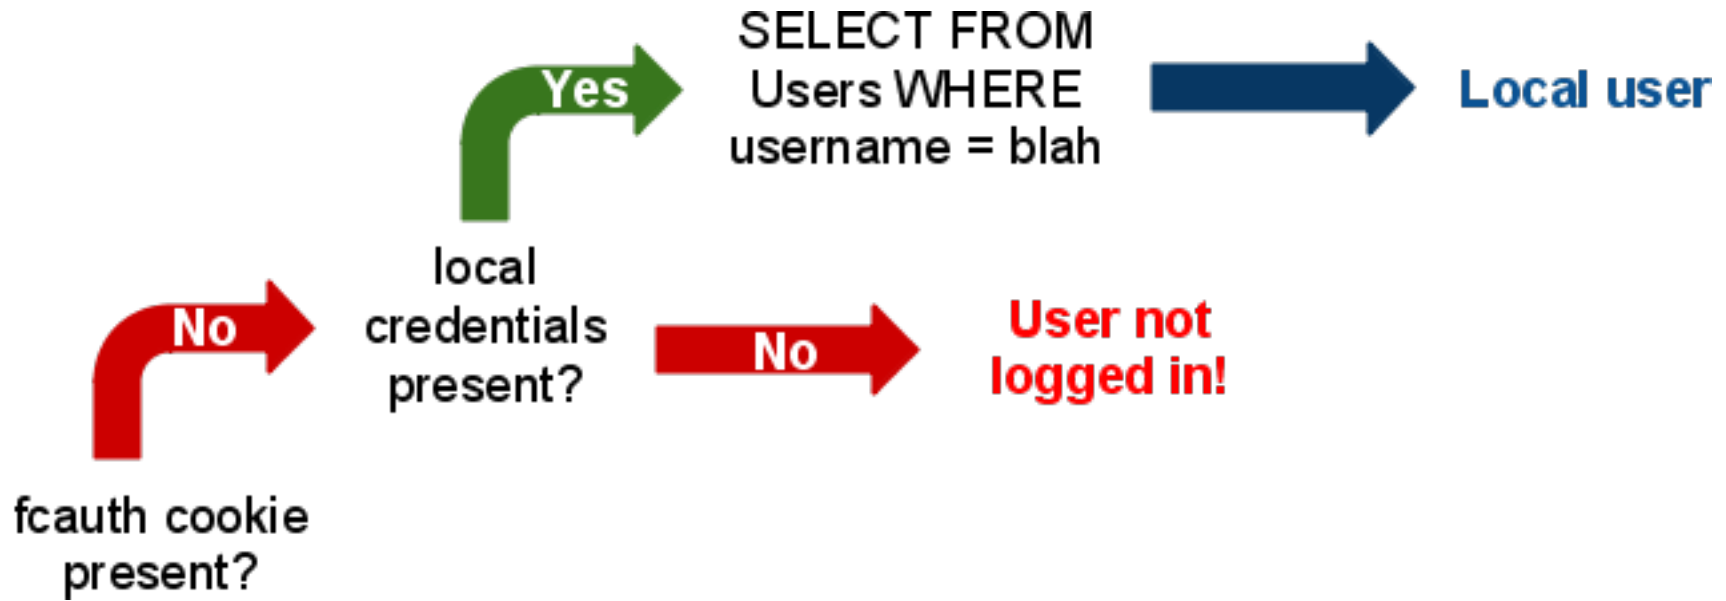 SELECT FROM
Users WHERE
username = blah
Yes
Local user
local
credentials
present?
No
No
User not
logged in!
fcauth cookie
present?